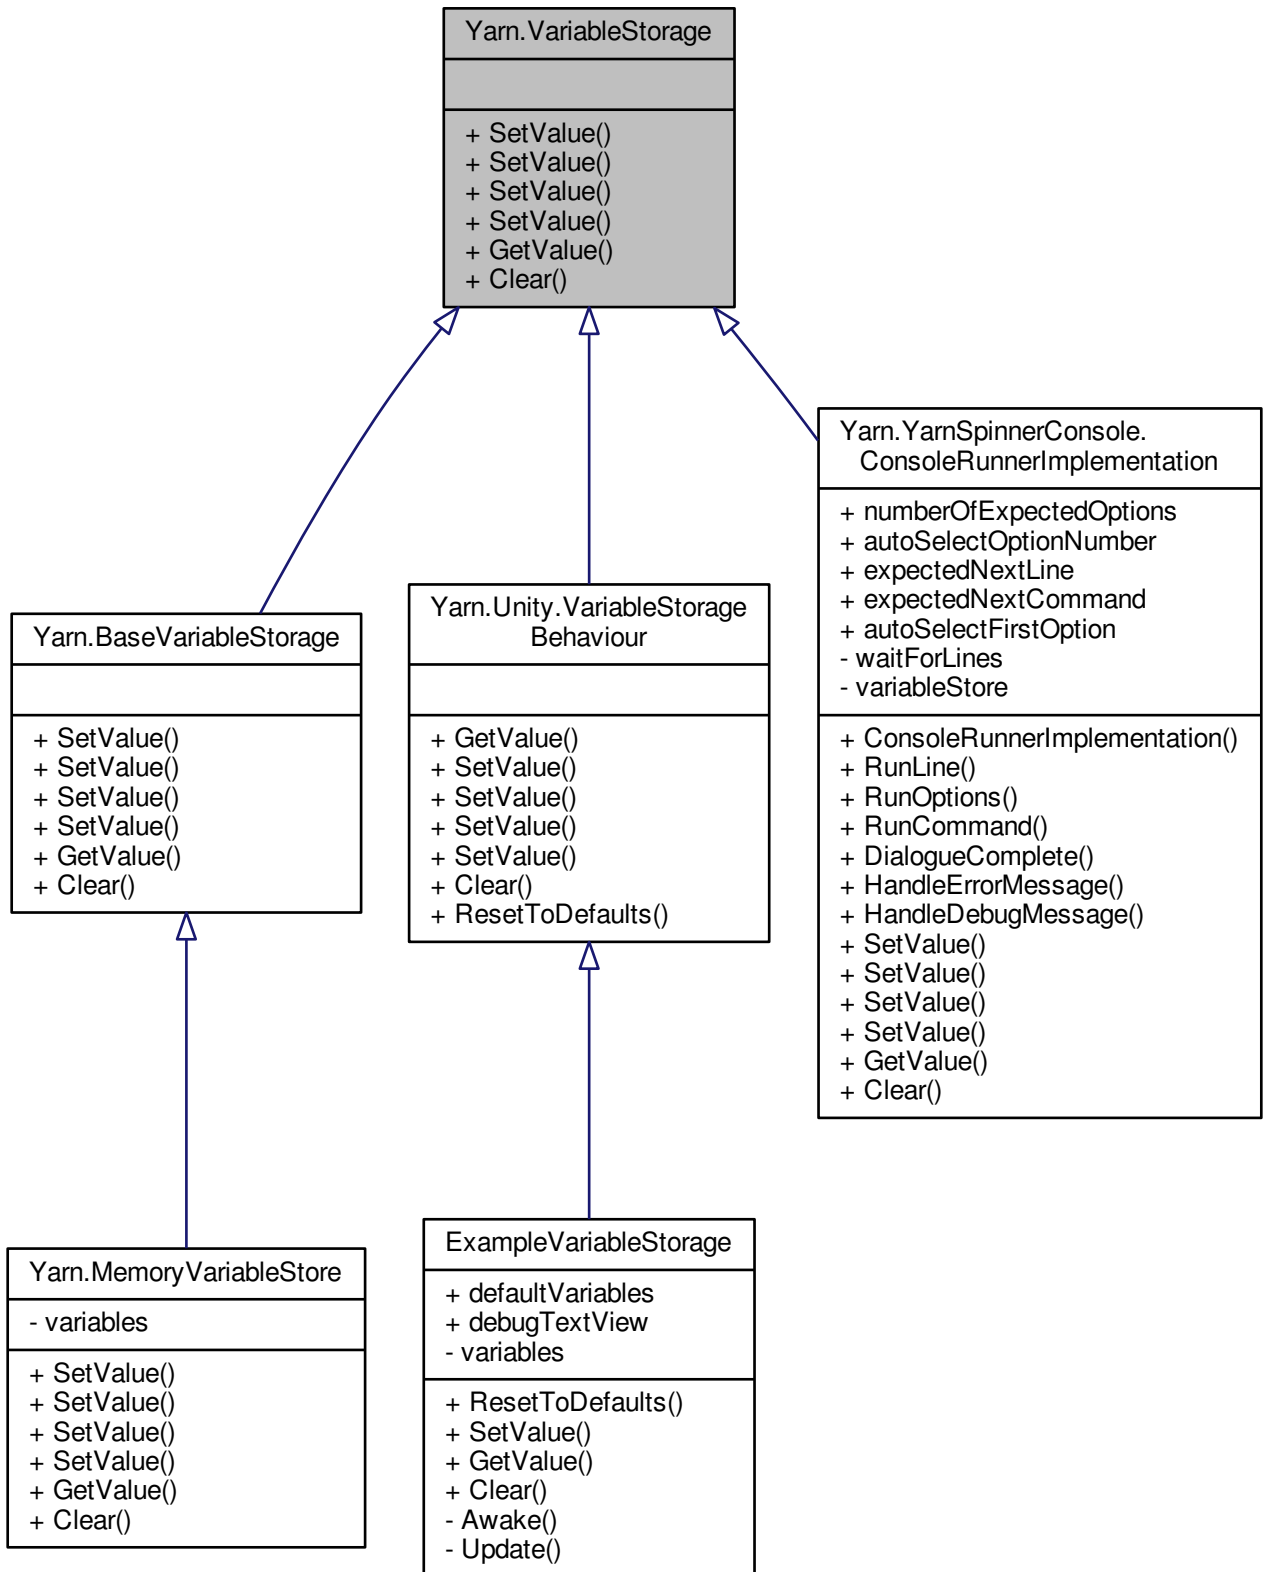 Yarn.VariableStorage
+ SetValue()
+ SetValue()
+ SetValue()
+ SetValue()
+ GetValue()
+ Clear()
Yarn.BaseVariableStorage
+ SetValue()
+ SetValue()
+ SetValue()
+ SetValue()
+ GetValue()
+ Clear()
Yarn.Unity.VariableStorage
Behaviour
+ GetValue()
+ SetValue()
+ SetValue()
+ SetValue()
+ SetValue()
+ Clear()
+ ResetToDefaults()
Yarn.YarnSpinnerConsole.
ConsoleRunnerImplementation
+ numberOfExpectedOptions
+ autoSelectOptionNumber
+ expectedNextLine
+ expectedNextCommand
+ autoSelectFirstOption
- waitForLines
- variableStore
+ ConsoleRunnerImplementation()
+ RunLine()
+ RunOptions()
+ RunCommand()
+ DialogueComplete()
+ HandleErrorMessage()
+ HandleDebugMessage()
+ SetValue()
+ SetValue()
+ SetValue()
+ SetValue()
+ GetValue()
+ Clear()
Yarn.MemoryVariableStore
- variables
+ SetValue()
+ SetValue()
+ SetValue()
+ SetValue()
+ GetValue()
+ Clear()
ExampleVariableStorage
+ defaultVariables
+ debugTextView
- variables
+ ResetToDefaults()
+ SetValue()
+ GetValue()
+ Clear()
- Awake()
- Update()